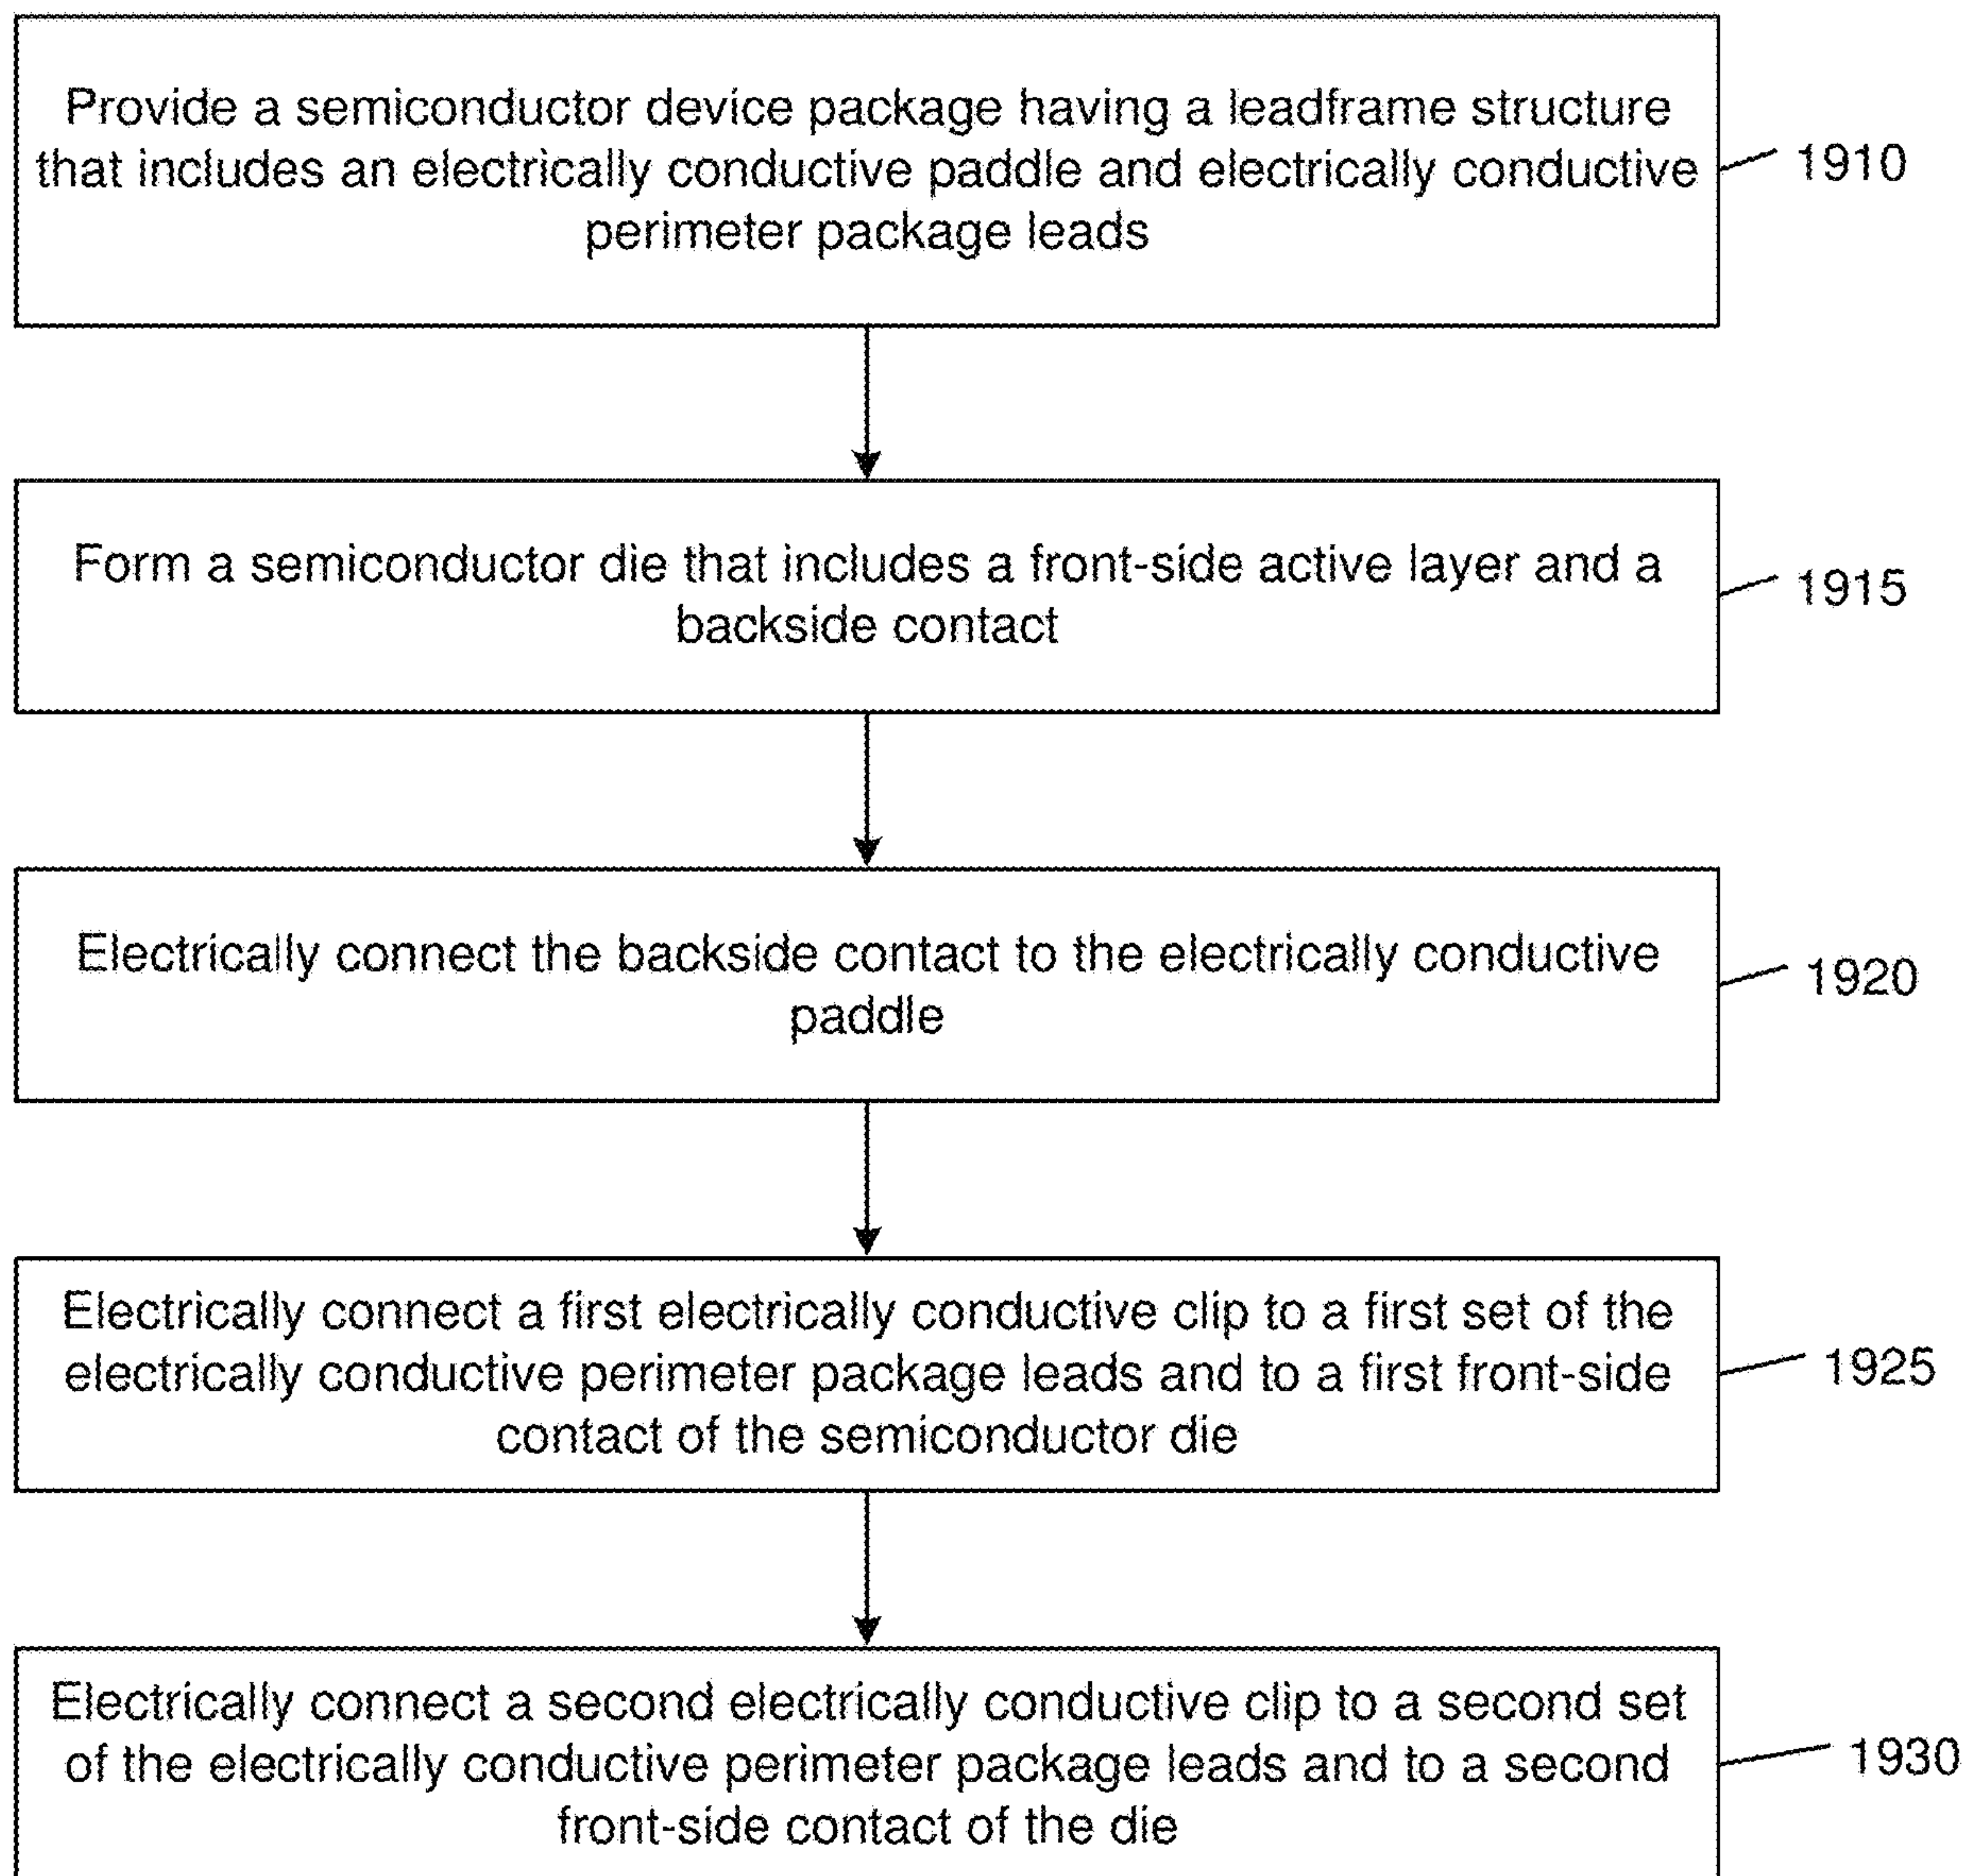 Provide a semiconductor device package having a leadframe structure
that includes an electrically conductive paddle and electrically conductive
perimeter package leads
1910
Form a semiconductor die that includes a front-side active layer and a
backside contact
1915
Electrically connect the backside contact to the electrically conductive
paddle
1920
Electrically connect a first electrically conductive clip to a first set of the
electrically conductive perimeter package leads and to a first front-side
contact of the semiconductor die
1925
Electrically connect a second electrically conductive clip to a second set
of the electrically conductive perimeter package leads and to a second
front-side contact of the die
1930